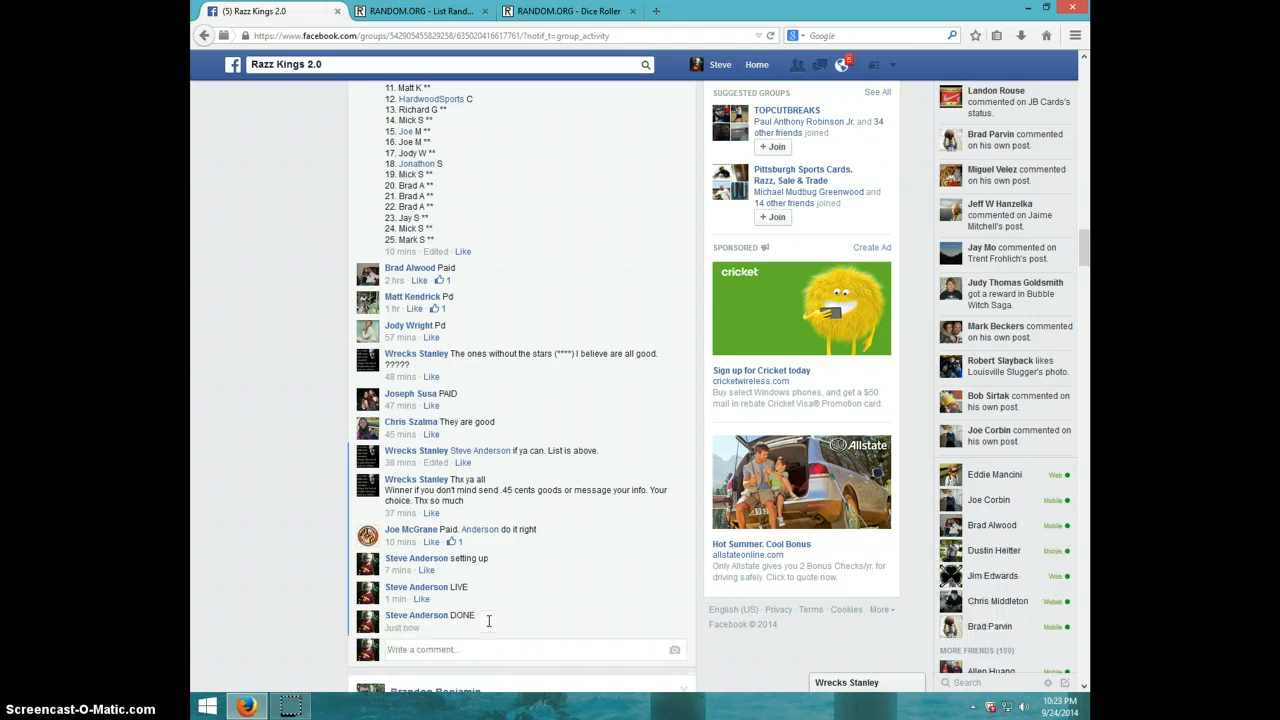 (5) Razz Kings 2.0
RANDOM.ORG - List Rand...
RANDOM.ORG - Dice Roller
https://www.facebook.com/groups/542905455829258/635020416617761/?notif_t=group_activity
Google
Razz Kings 2.0
Steve
Home
5
11. Matt K **
12. HardwoodSports C
13. Richard G **
14. Mick S **
15. Joe M **
16. Joe M **
17. Jody W **
18. Jonathon S
19. Mick S **
20. Brad A **
21. Brad A **
22. Brad A **
23. Jay S **
24. Mick S **
25. Mark S **
10 mins · Edited · Like
Brad Alwood Paid
2 hrs · Like · 1
Matt Kendrick Pd
1 hr · Like · 1
Jody Wright Pd
57 mins · Like
Wrecks Stanley The ones without the stars (****) I believe are all good.
?????
48 mins · Like
Joseph Susa PAID
47 mins · Like
Chris Szalma They are good
45 mins · Like
Wrecks Stanley Steve Anderson if ya can. List is above.
38 mins · Edited · Like
Wrecks Stanley Thx ya all
Winner if you don't mind send .45 cents goods or message your info. Your
choice. Thx so much
37 mins · Like
Joe McGrane Paid. Anderson do it right
10 mins · Like · 1
Steve Anderson setting up
7 mins · Like
Steve Anderson LIVE
1 min · Like
Steve Anderson DONE
Just now
Write a comment...
Brandon Benjamin
SUGGESTED GROUPS
See All
TOPCUTBREAKS
Paul Anthony Robinson Jr. and 34
other friends joined
+ Join
Pittsburgh Sports Cards.
Razz, Sale & Trade
Michael Mudbug Greenwood and
14 other friends joined
+ Join
SPONSORED
Create Ad
cricket
Sign up for Cricket today
cricketwireless.com
Buy select Windows phones, and get a $50
mail in rebate Cricket Visa® Promotion card.
Allstate
Hot Summer. Cool Bonus
allstateonline.com
Only Allstate gives you 2 Bonus Checks/yr. for
driving safely. Click to quote now.
English (US) · Privacy · Terms · Cookies · More
Facebook © 2014
Wrecks Stanley
Landon Rouse
commented on JB Cards's
status.
Brad Parvin commented
on his own post.
Miguel Velez commented
on his own post.
Jeff W Hanzelka
commented on Jaime
Mitchell's post.
Jay Mo commented on
Trent Frohlich's post.
Judy Thomas Goldsmith
got a reward in Bubble
Witch Saga.
Mark Beckers
commented on his own
post.
Robert Slayback likes
Louisville Slugger's photo.
Bob Sirtak commented
on his own post.
Joe Corbin commented
on his own post.
Eddie Mancini Web
Joe Corbin Mobile
Brad Alwood Mobile
Dustin Heitter Mobile
Jim Edwards Web
Chris Middleton Mobile
Brad Parvin Mobile
MORE FRIENDS (180)
Allen Huang
Search
10:23 PM
9/24/2014
Screencast-O-Matic.com